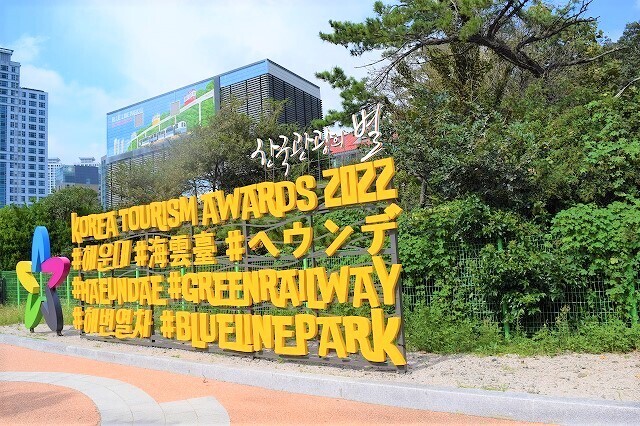 한국관광의 별
KOREA TOURISM AWARDS 2022
#해운대 #海雲臺 #ヘウンデ
#HAEUNDAE #GREENRAILWAY
#해변열차 #BLUELINEPARK